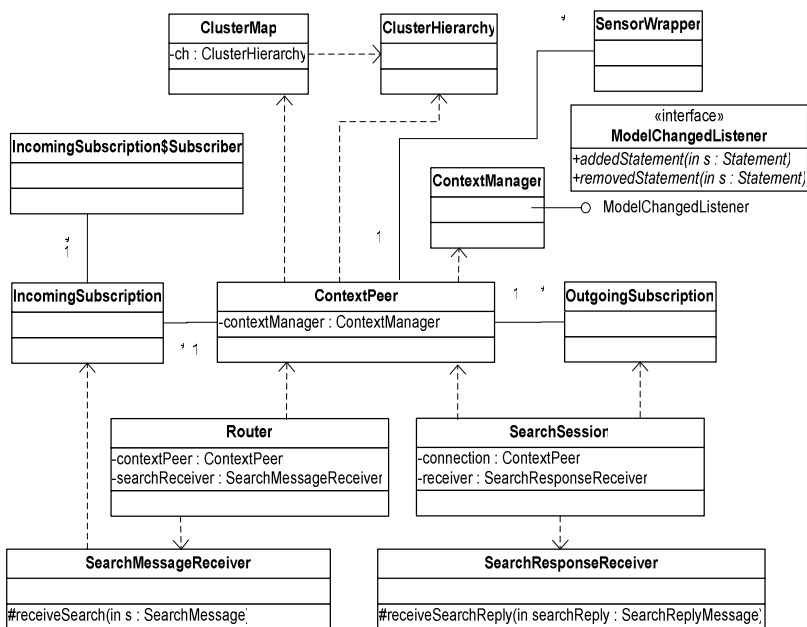 ClusterMap
-ch : ClusterHierarchy
ClusterHierarchy
*
SensorWrapper
«interface»
ModelChangedListener
+addedStatement(in s : Statement)
+removedStatement(in s : Statement)
IncomingSubscription$Subscriber
ContextManager
ModelChangedListener
*
1
1
IncomingSubscription
ContextPeer
-contextManager : ContextManager
1
*
OutgoingSubscription
*
1
Router
-contextPeer : ContextPeer
-searchReceiver : SearchMessageReceiver
SearchSession
-connection : ContextPeer
-receiver : SearchResponseReceiver
SearchMessageReceiver
#receiveSearch(in s : SearchMessage)
SearchResponseReceiver
#receiveSearchReply(in searchReply : SearchReplyMessage)